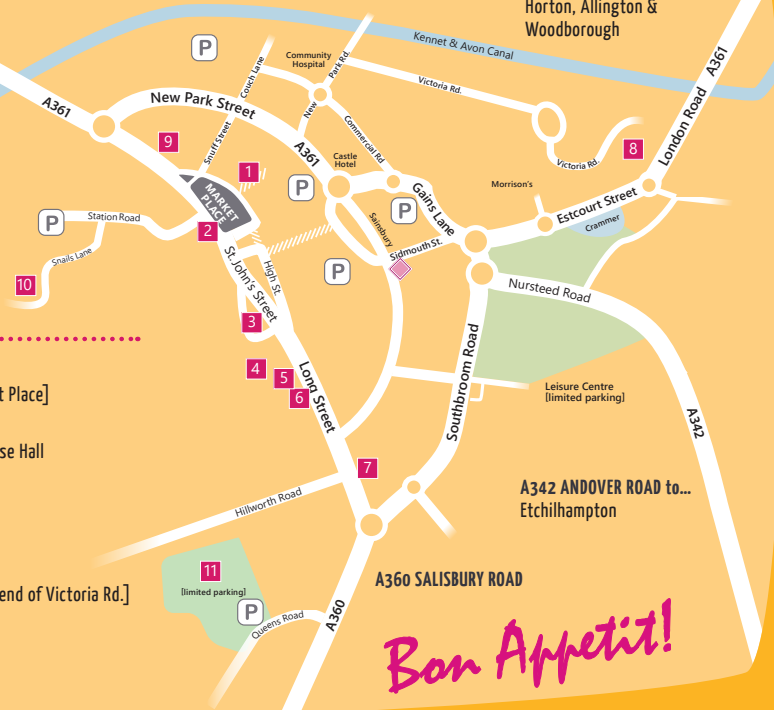 Horton, Allington &
Woodborough
Kennet & Avon Canal
P
Community
Hospital
Park Rd.
New
Couch Lane
Victoria Rd.
A361
London Road
A361
New Park Street
Snuff Street
9
Commercial Rd
A361
Castle
Hotel
8
Victoria Rd.
1
P
Morrison's
Gains Lane
Estcourt Street
Crammer
MARKET
PLACE
P
P
Station Road
2
Sainsbury
Sidmouth St.
Snails Lane
St. John's Street
High St.
P
10
Nursteed Road
3
4
5
6
Long Street
Southbroom Road
Leisure Centre
[limited parking]
t Place]
A342
se Hall
7
Hillworth Road
A342 ANDOVER ROAD to...
Etchilhampton
11
[limited parking]
P
Queens Road
end of Victoria Rd.]
A360 SALISBURY ROAD
A360
Bon Appetit!